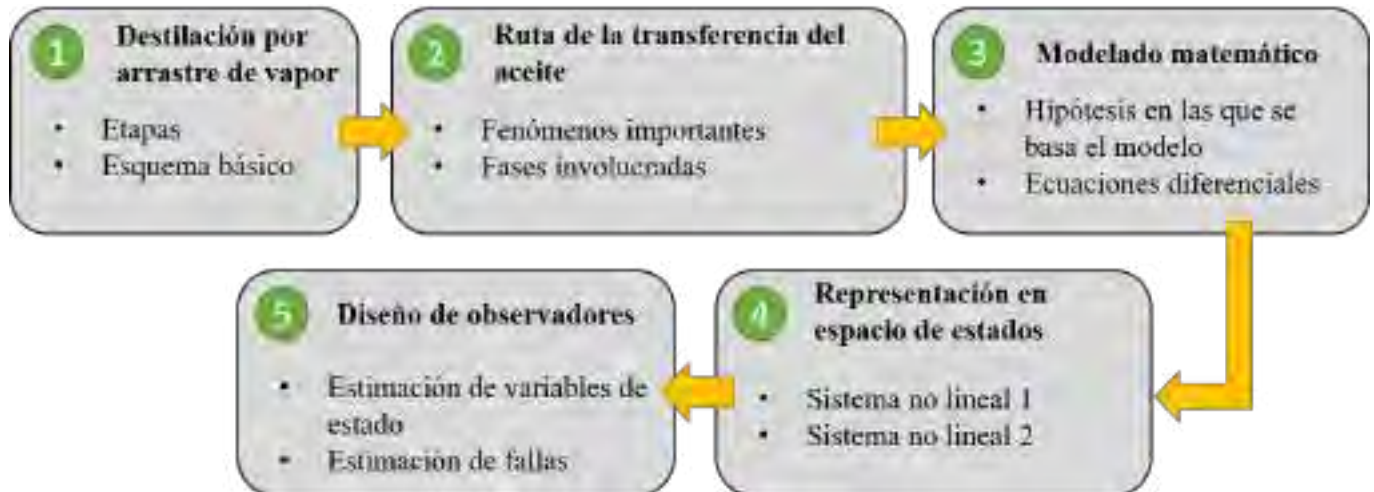 1
Destilación por
arrastre de vapor
• Etapas
• Esquema básico
2
Ruta de la transferencia del
aceite
• Fenómenos importantes
• Fases involucradas
3
Modelado matemático
• Hipótesis en las que se
basa el modelo
• Ecuaciones diferenciales
4
Representación en
espacio de estados
• Sistema no lineal 1
• Sistema no lineal 2
5
Diseño de observadores
• Estimación de variables de
estado
• Estimación de fallas